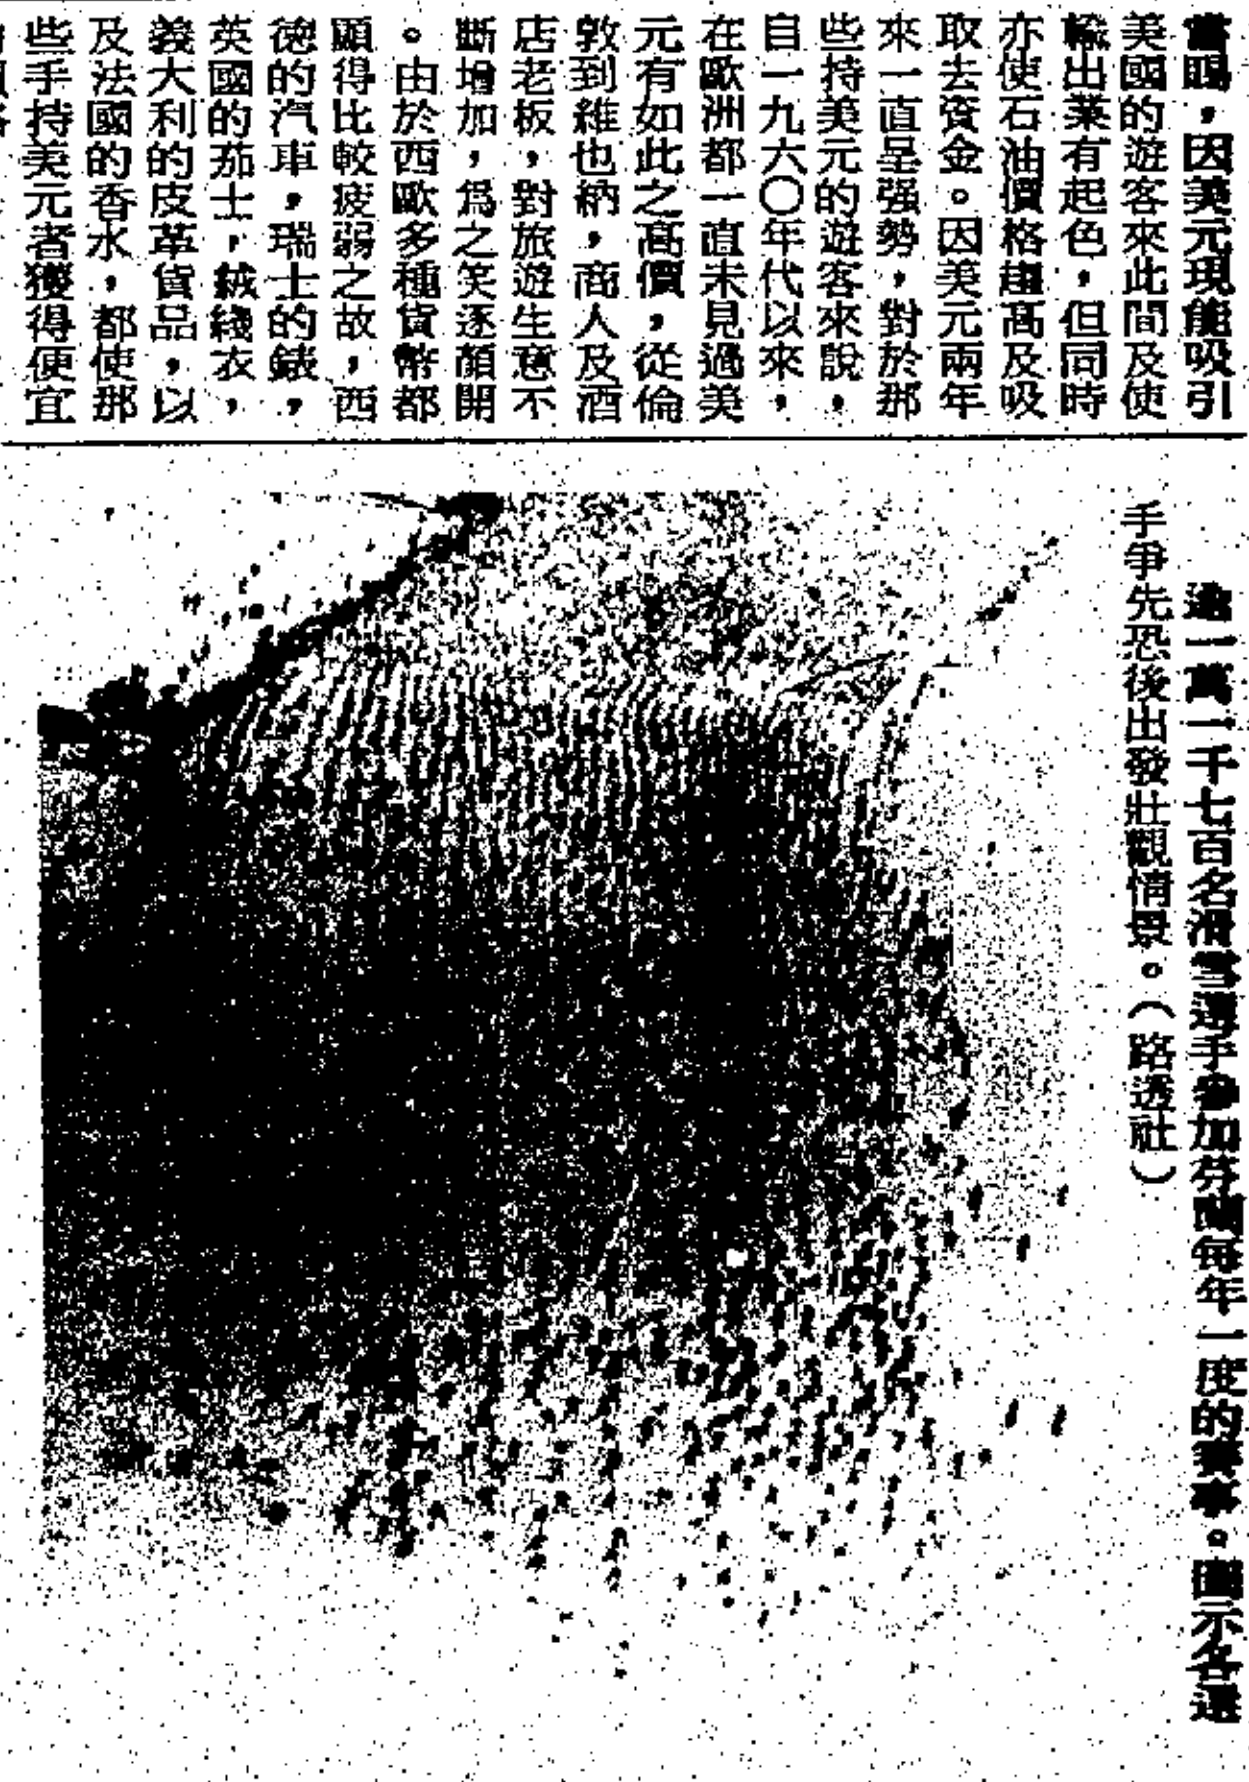 當暍，因美元現能吸引
美國的遊客來此間及使
輸出業有起色，但同時
亦使石油價格趨高及吸
取去資金。因美元兩年
來一直呈强勢，對於那
些持美元的遊客來說，
自一九六〇年代以來，
在歐洲都一直未見過美
元有如此之高價，從倫
敦到維也納，商人及酒
店老板，對旅遊生意不
斷增加，爲之笑逐顏開
。由於西歐多種貨幣都
顯得比較疲弱之故，西
德的汽車，瑞士的錶，
英國的茄士，絨綫衣，
義大利的皮革貨品，以
及法國的香水，都使那
些手持美元者獲得便宜
逾一萬一千七百名滑雪選手參加芬蘭每年一度的賽事。圖示各選
手爭先恐後出發壯觀情景。（路透社）